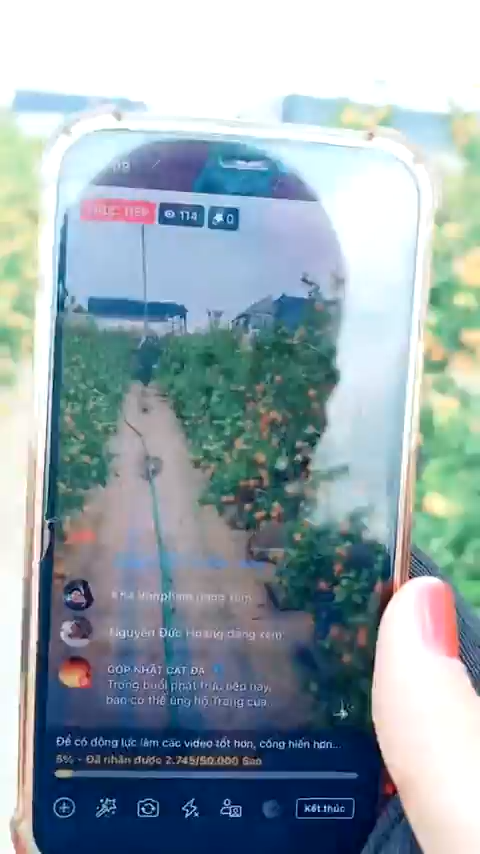 TRỰC TIẾP
114
0
đang xem
Nguyễn Đức Hoàng đang xem
GÓP NHẶT CÁT ĐÁ
Trong buổi phát trực tiếp này,
bạn có thể ủng hộ Trang của
Để có động lực làm các video tốt hơn, cống hiến hơn...
5% - Đã nhận được 2.745/50.000 Sao
Kết thúc